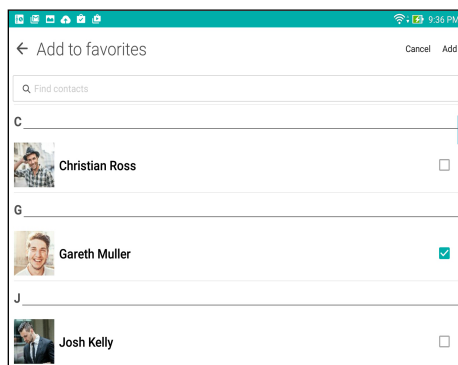 9:36 PM
Add to favorites
Cancel Add
Find contacts
C
Christian Ross
G
Gareth Muller
J
Josh Kelly